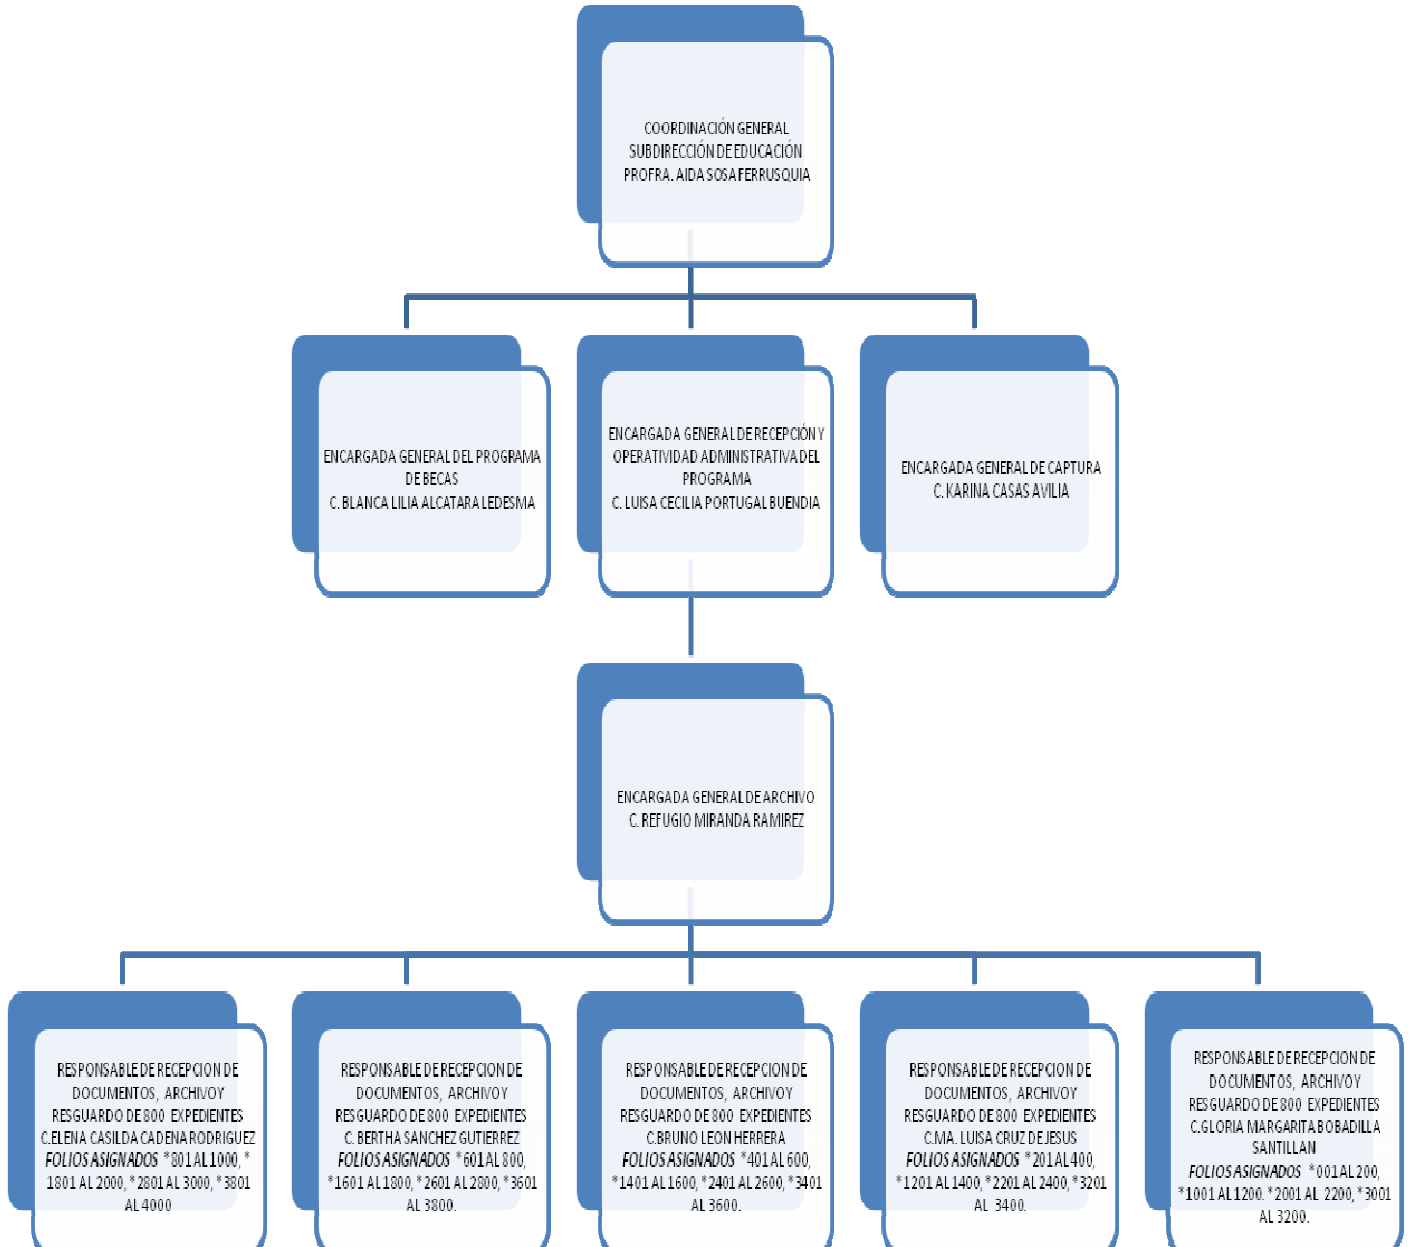 COORDINACIÓN GENERAL
SUBDIRECCIÓN DE EDUCACIÓN
PROFRA. AIDA SOSA FERRUSQUIA
ENCARGADA GENERAL DEL PROGRAMA
DE BECAS
C. BLANCA LILIA ALCATARA LEDESMA
ENCARGADA GENERAL DE RECEPCIÓN Y
OPERATIVIDAD ADMINISTRATIVA DEL
PROGRAMA
C. LUISA CECILIA PORTUGAL BUENDIA
ENCARGADA GENERAL DE CAPTURA
C. KARINA CASAS AVILIA
ENCARGADA GENERAL DE ARCHIVO
C. REFUGIO MIRANDA RAMIREZ
RESPONSABLE DE RECEPCION DE
DOCUMENTOS, ARCHIVO Y
RESGUARDO DE 800 EXPEDIENTES
C.ELENA CASILDA CADENA RODRIGUEZ
FOLIOS ASIGNADOS *801 AL 1000, *
1801 AL 2000, *2801 AL 3000, *3801
AL 4000
RESPONSABLE DE RECEPCION DE
DOCUMENTOS, ARCHIVO Y
RESGUARDO DE 800 EXPEDIENTES
C. BERTHA SANCHEZ GUTIERREZ
FOLIOS ASIGNADOS *601 AL 800,
*1601 AL 1800, *2601 AL 2800, *3601
AL 3800.
RESPONSABLE DE RECEPCION DE
DOCUMENTOS, ARCHIVO Y
RESGUARDO DE 800 EXPEDIENTES
C.BRUNO LEON HERRERA
FOLIOS ASIGNADOS *401 AL 600,
*1401 AL 1600, *2401 AL 2600, *3401
AL 3600.
RESPONSABLE DE RECEPCION DE
DOCUMENTOS, ARCHIVO Y
RESGUARDO DE 800 EXPEDIENTES
C.MA. LUISA CRUZ DE JESUS
FOLIOS ASIGNADOS *201 AL 400,
*1201 AL 1400, *2201 AL 2400, *3201
AL 3400.
RESPONSABLE DE RECEPCION DE
DOCUMENTOS, ARCHIVO Y
RESGUARDO DE 800 EXPEDIENTES
C.GLORIA MARGARITA BOBADILLA
SANTILLAN
FOLIOS ASIGNADOS *001 AL 200,
*1001 AL 1200. *2001 AL 2200, *3001
AL 3200.